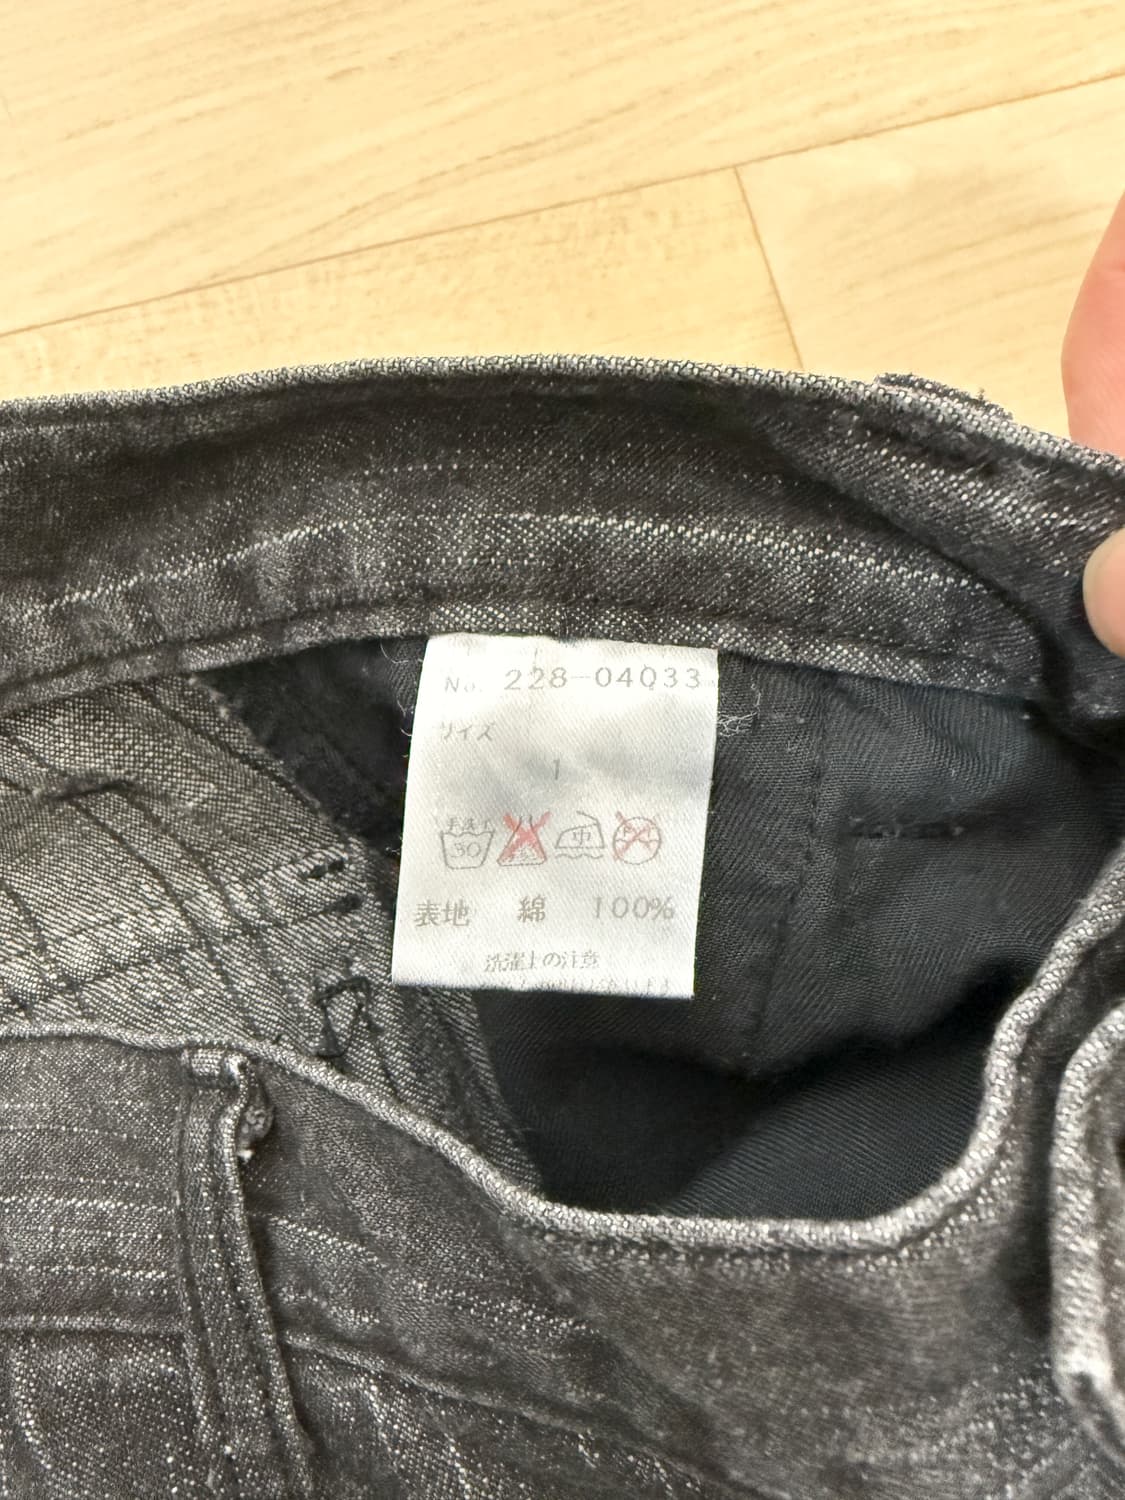 No. 228-04033
サイズ
1
手洗イ
30
中
表地 綿 100%
洗濯上の注意